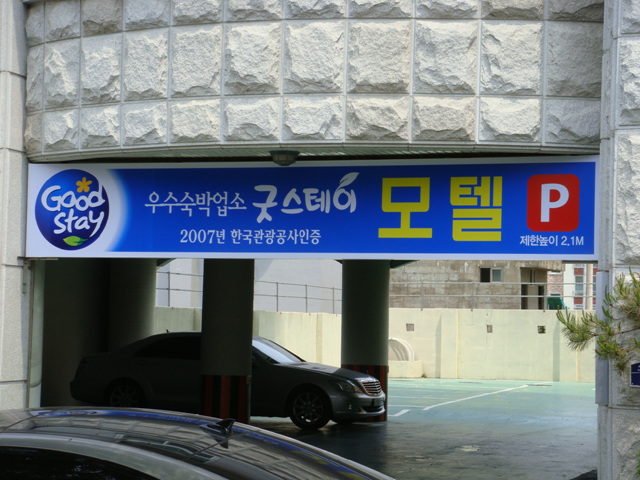 Good
stay
우수숙박업소 굿스테이
2007년 한국관광공사인증
모텔
P
제한높이 2.1M